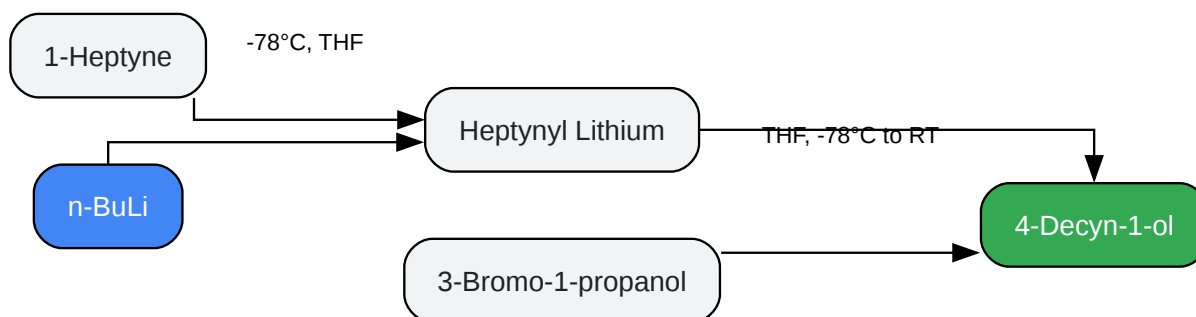 1-Heptyne
-78°C, THF
Heptynyl Lithium
THF, -78°C to RT
n-BuLi
4-Decyn-1-ol
3-Bromo-1-propanol